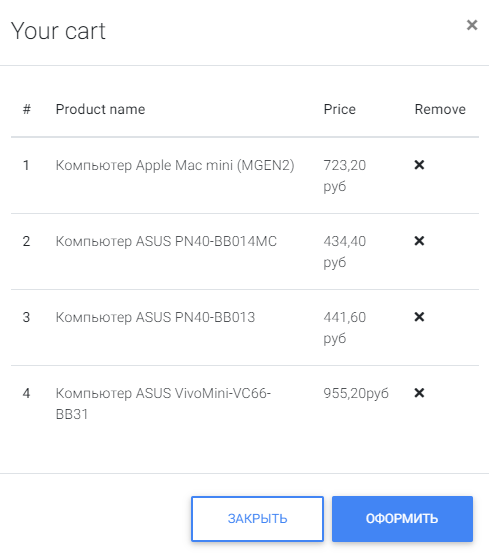 Your cart ×
# Product name Price Remove
1 Компьютер Apple Mac mini (MGEN2) 723,20
руб
2 Компьютер ASUS PN40-BB014MC 434,40
руб
3 Компьютер ASUS PN40-BB013 441,60
руб
4 Компьютер ASUS VivoMini-VC66- 955,20руб
BB31
ЗАКРЫТЬ ОФОРМИТЬ